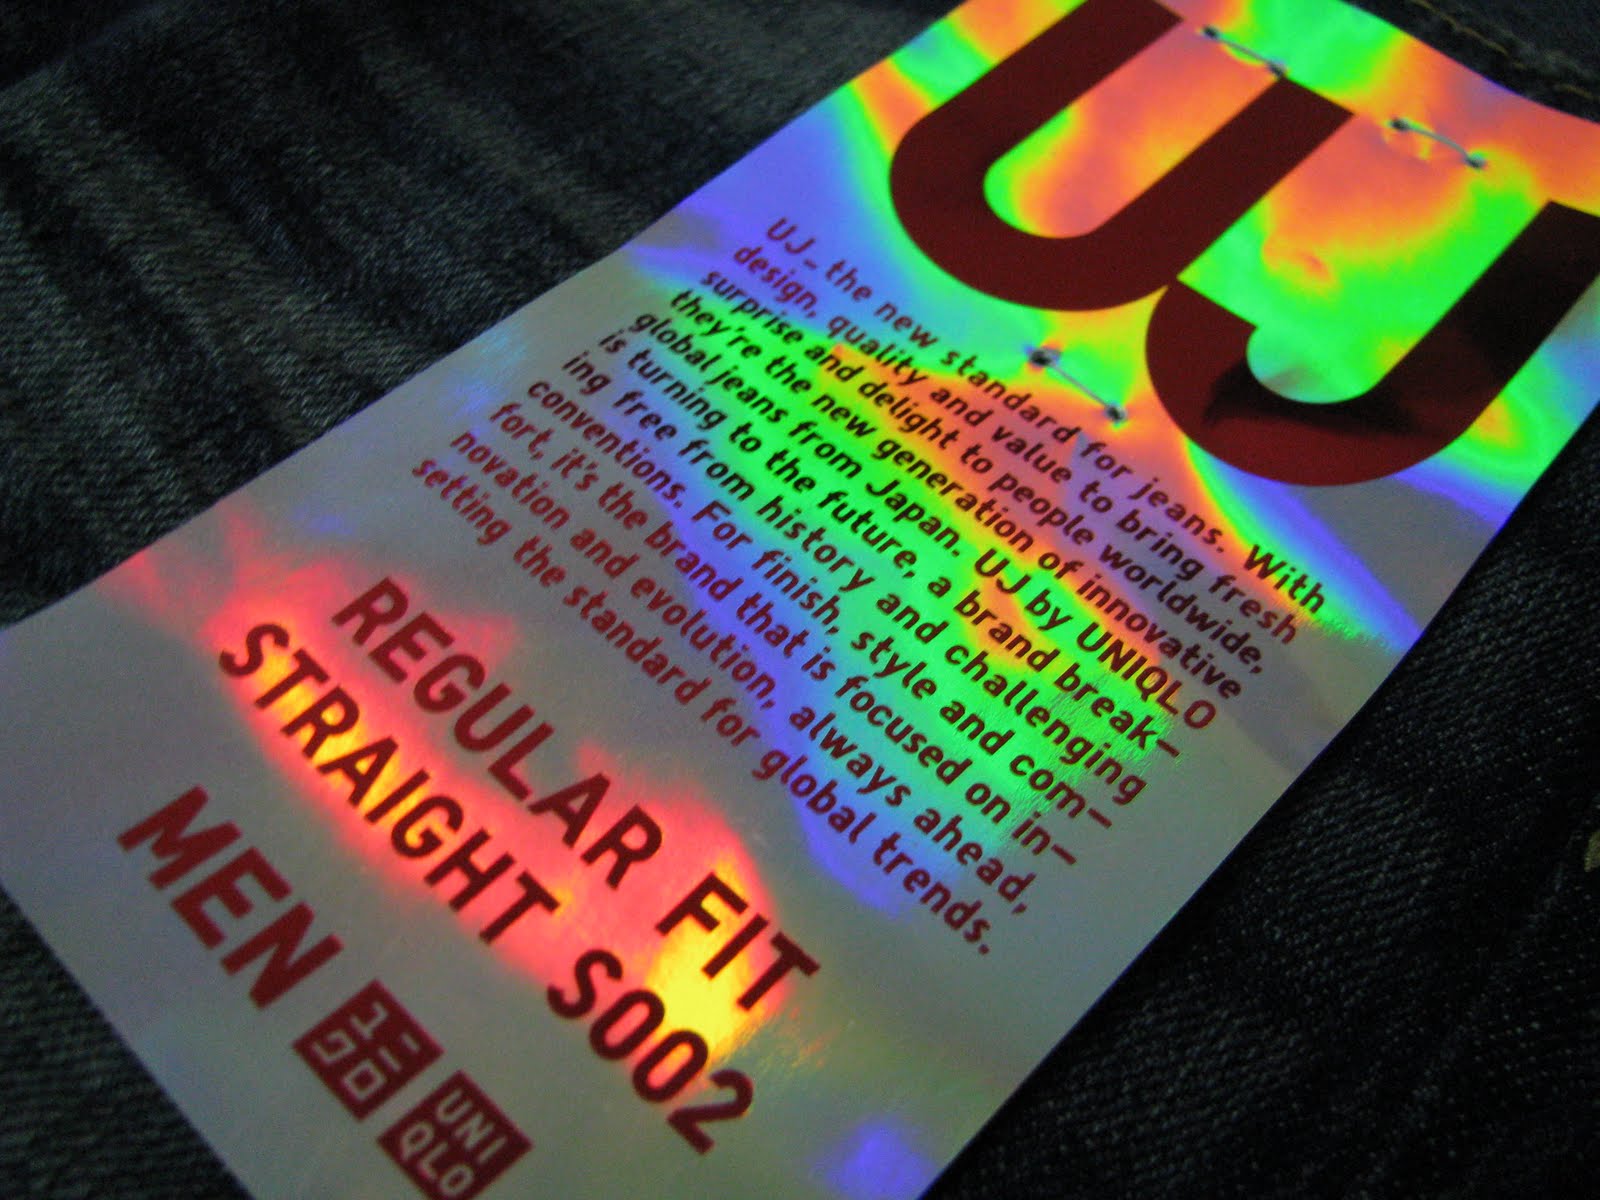 UJ
UJ_the new standard for jeans. With
design, quality and value to bring fresh
surprise and delight to people worldwide,
they're the new generation of innovative
global jeans from Japan. UJ by UNIQLO
is turning to the future, a brand break-
ing free from history and challenging
conventions. For finish, style and com-
fort, it's the brand that is focused on in-
novation and evolution, always ahead,
setting the standard for global trends.
REGULAR FIT
STRAIGHT S002
MEN
ユニ
クロ
UNI
QLO